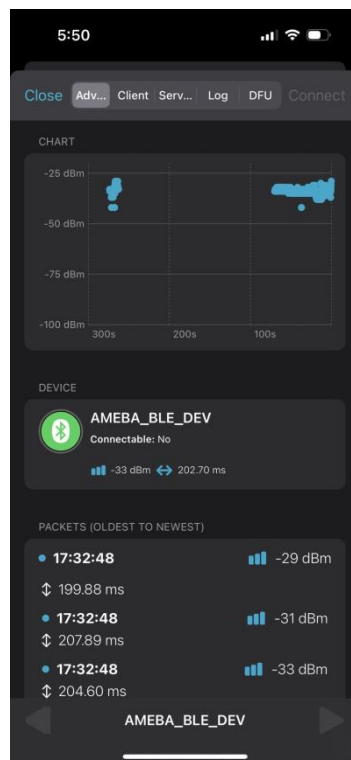 5:50
Close Adv... Client Serv... Log DFU Connect
CHART
-25 dBm
-50 dBm
-75 dBm
-100 dBm
300s 200s 100s
DEVICE
AMEBA_BLE_DEV
Connectable: No
-33 dBm 202.70 ms
PACKETS (OLDEST TO NEWEST)
17:32:48 -29 dBm
199.88 ms
17:32:48 -31 dBm
207.89 ms
17:32:48 -33 dBm
204.60 ms
AMEBA_BLE_DEV